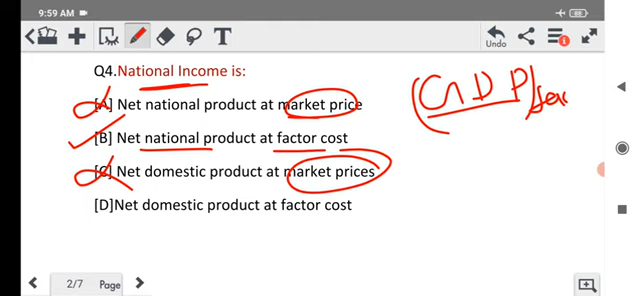 9:59 AM
Undo
Q4.National Income is:
[A] Net national product at market price
(GDP)
[B] Net national product at factor cost
[C] Net domestic product at market prices
[D]Net domestic product at factor cost
2/7 Page